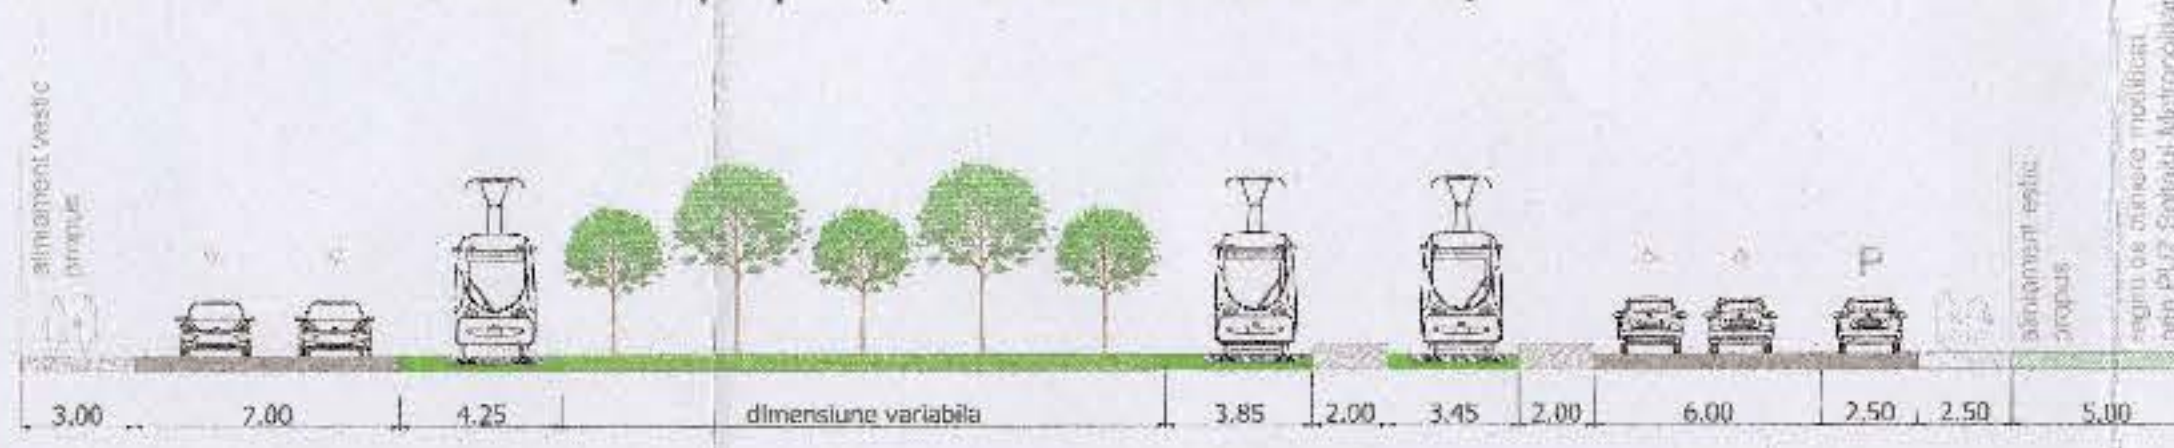 aliniament vestic
propus
P
aliniament estic
propus
3.00 7.00 4.25 dimensiune variabila 3.85 2.00 3.45 2.00 6.00 2.50 2.50 5.00